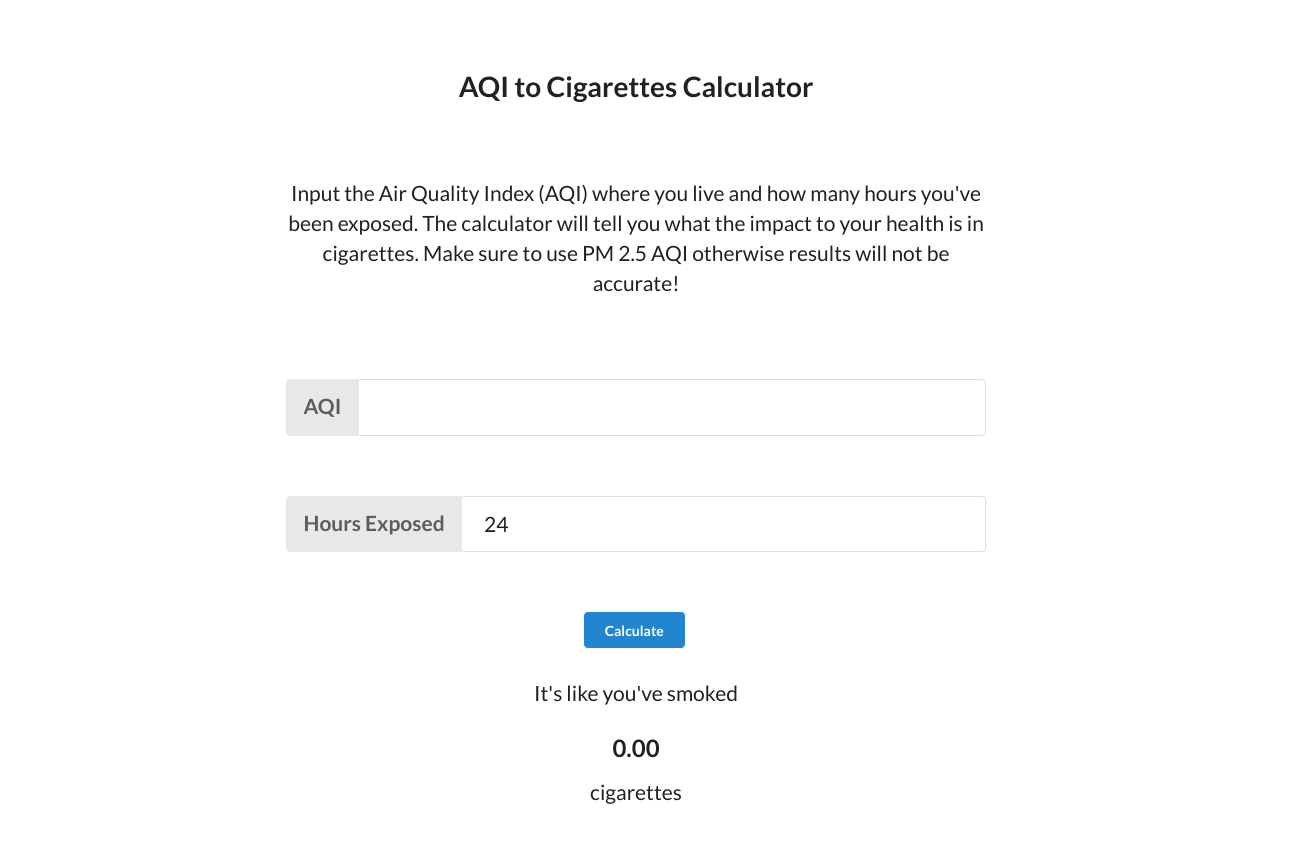 AQI to Cigarettes Calculator
Input the Air Quality Index (AQI) where you live and how many hours you've
been exposed. The calculator will tell you what the impact to your health is in
cigarettes. Make sure to use PM 2.5 AQI otherwise results will not be
accurate!
AQI
Hours Exposed 24
Calculate
It's like you've smoked
0.00
cigarettes